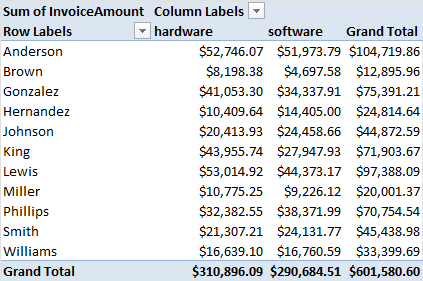 Sum of InvoiceAmount Column Labels
Row Labels hardware software Grand Total
Anderson $52,746.07 $51,973.79 $104,719.86
Brown $8,198.38 $4,697.58 $12,895.96
Gonzalez $41,053.30 $34,337.91 $75,391.21
Hernandez $10,409.64 $14,405.00 $24,814.64
Johnson $20,413.93 $24,458.66 $44,872.59
King $43,955.74 $27,947.93 $71,903.67
Lewis $53,014.92 $44,373.17 $97,388.09
Miller $10,775.25 $9,226.12 $20,001.37
Phillips $32,382.55 $38,371.99 $70,754.54
Smith $21,307.21 $24,131.77 $45,438.98
Williams $16,639.10 $16,760.59 $33,399.69
Grand Total $310,896.09 $290,684.51 $601,580.60